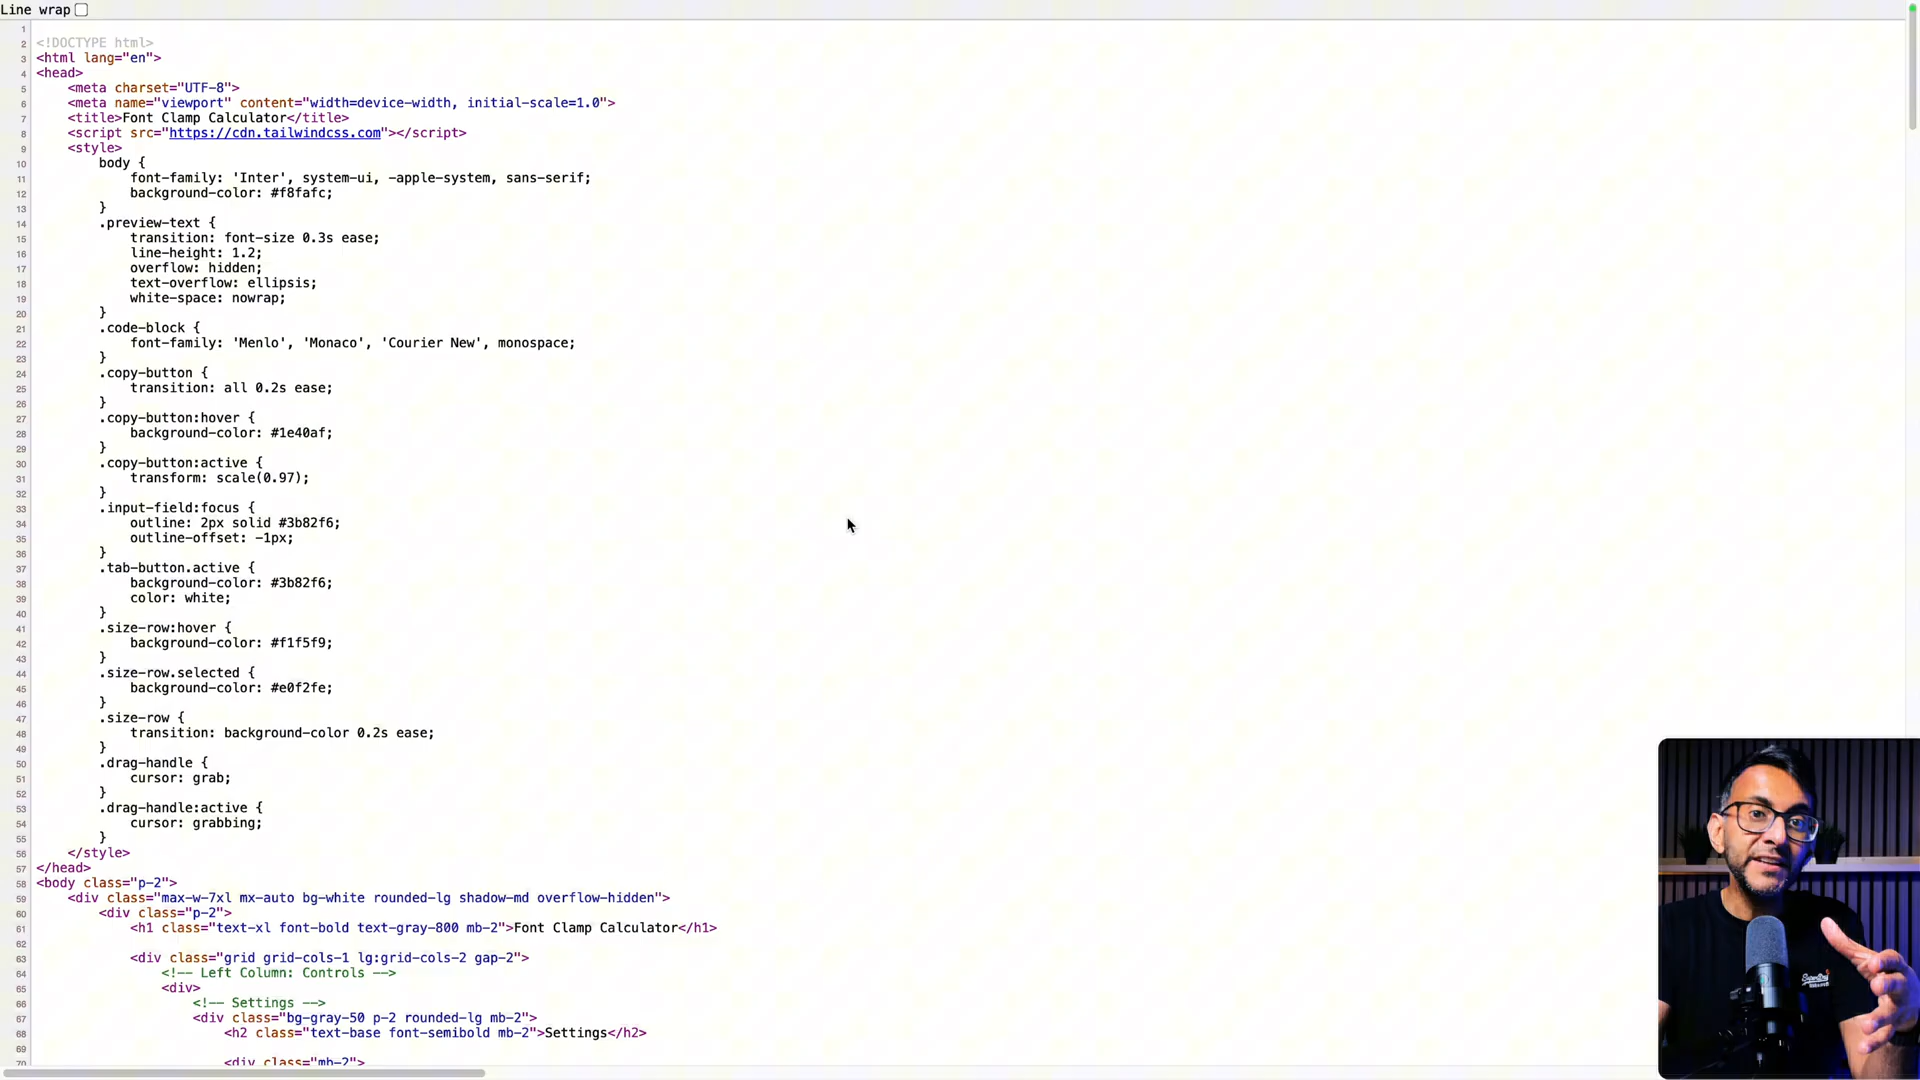 Line wrap
1
2 <!DOCTYPE html>
3 <html lang="en">
4 <head>
5 <meta charset="UTF-8">
6 <meta name="viewport" content="width=device-width, initial-scale=1.0">
7 <title>Font Clamp Calculator</title>
8 <script src="https://cdn.tailwindcss.com"></script>
9 <style>
10 body {
11 font-family: 'Inter', system-ui, -apple-system, sans-serif;
12 background-color: #f8fafc;
13 }
14 .preview-text {
15 transition: font-size 0.3s ease;
16 line-height: 1.2;
17 overflow: hidden;
18 text-overflow: ellipsis;
19 white-space: nowrap;
20 }
21 .code-block {
22 font-family: 'Menlo', 'Monaco', 'Courier New', monospace;
23 }
24 .copy-button {
25 transition: all 0.2s ease;
26 }
27 .copy-button:hover {
28 background-color: #1e40af;
29 }
30 .copy-button:active {
31 transform: scale(0.97);
32 }
33 .input-field:focus {
34 outline: 2px solid #3b82f6;
35 outline-offset: -1px;
36 }
37 .tab-button.active {
38 background-color: #3b82f6;
39 color: white;
40 }
41 .size-row:hover {
42 background-color: #f1f5f9;
43 }
44 .size-row.selected {
45 background-color: #e0f2fe;
46 }
47 .size-row {
48 transition: background-color 0.2s ease;
49 }
50 .drag-handle {
51 cursor: grab;
52 }
53 .drag-handle:active {
54 cursor: grabbing;
55 }
56 </style>
57 </head>
58 <body class="p-2">
59 <div class="max-w-7xl mx-auto bg-white rounded-lg shadow-md overflow-hidden">
60 <div class="p-2">
61 <h1 class="text-xl font-bold text-gray-800 mb-2">Font Clamp Calculator</h1>
62
63 <div class="grid grid-cols-1 lg:grid-cols-2 gap-2">
64 <!-- Left Column: Controls -->
65 <div>
66 <!-- Settings -->
67 <div class="bg-gray-50 p-2 rounded-lg mb-2">
68 <h2 class="text-base font-semibold mb-2">Settings</h2>
69
70 <div class="mb-2">